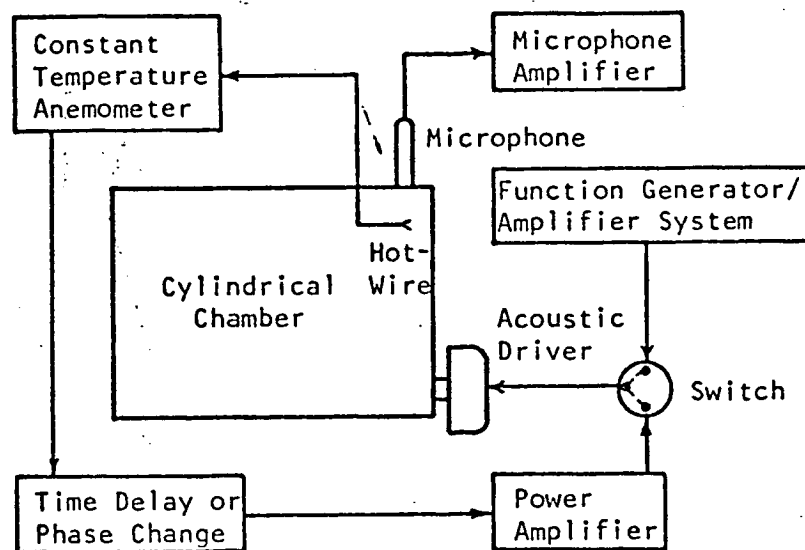 Constant
Temperature
Anemometer
Microphone
Amplifier
Microphone
Function Generator/
Amplifier System
Hot-
Wire
Cylindrical
Chamber
Acoustic
Driver
Switch
Time Delay or
Phase Change
Power
Amplifier